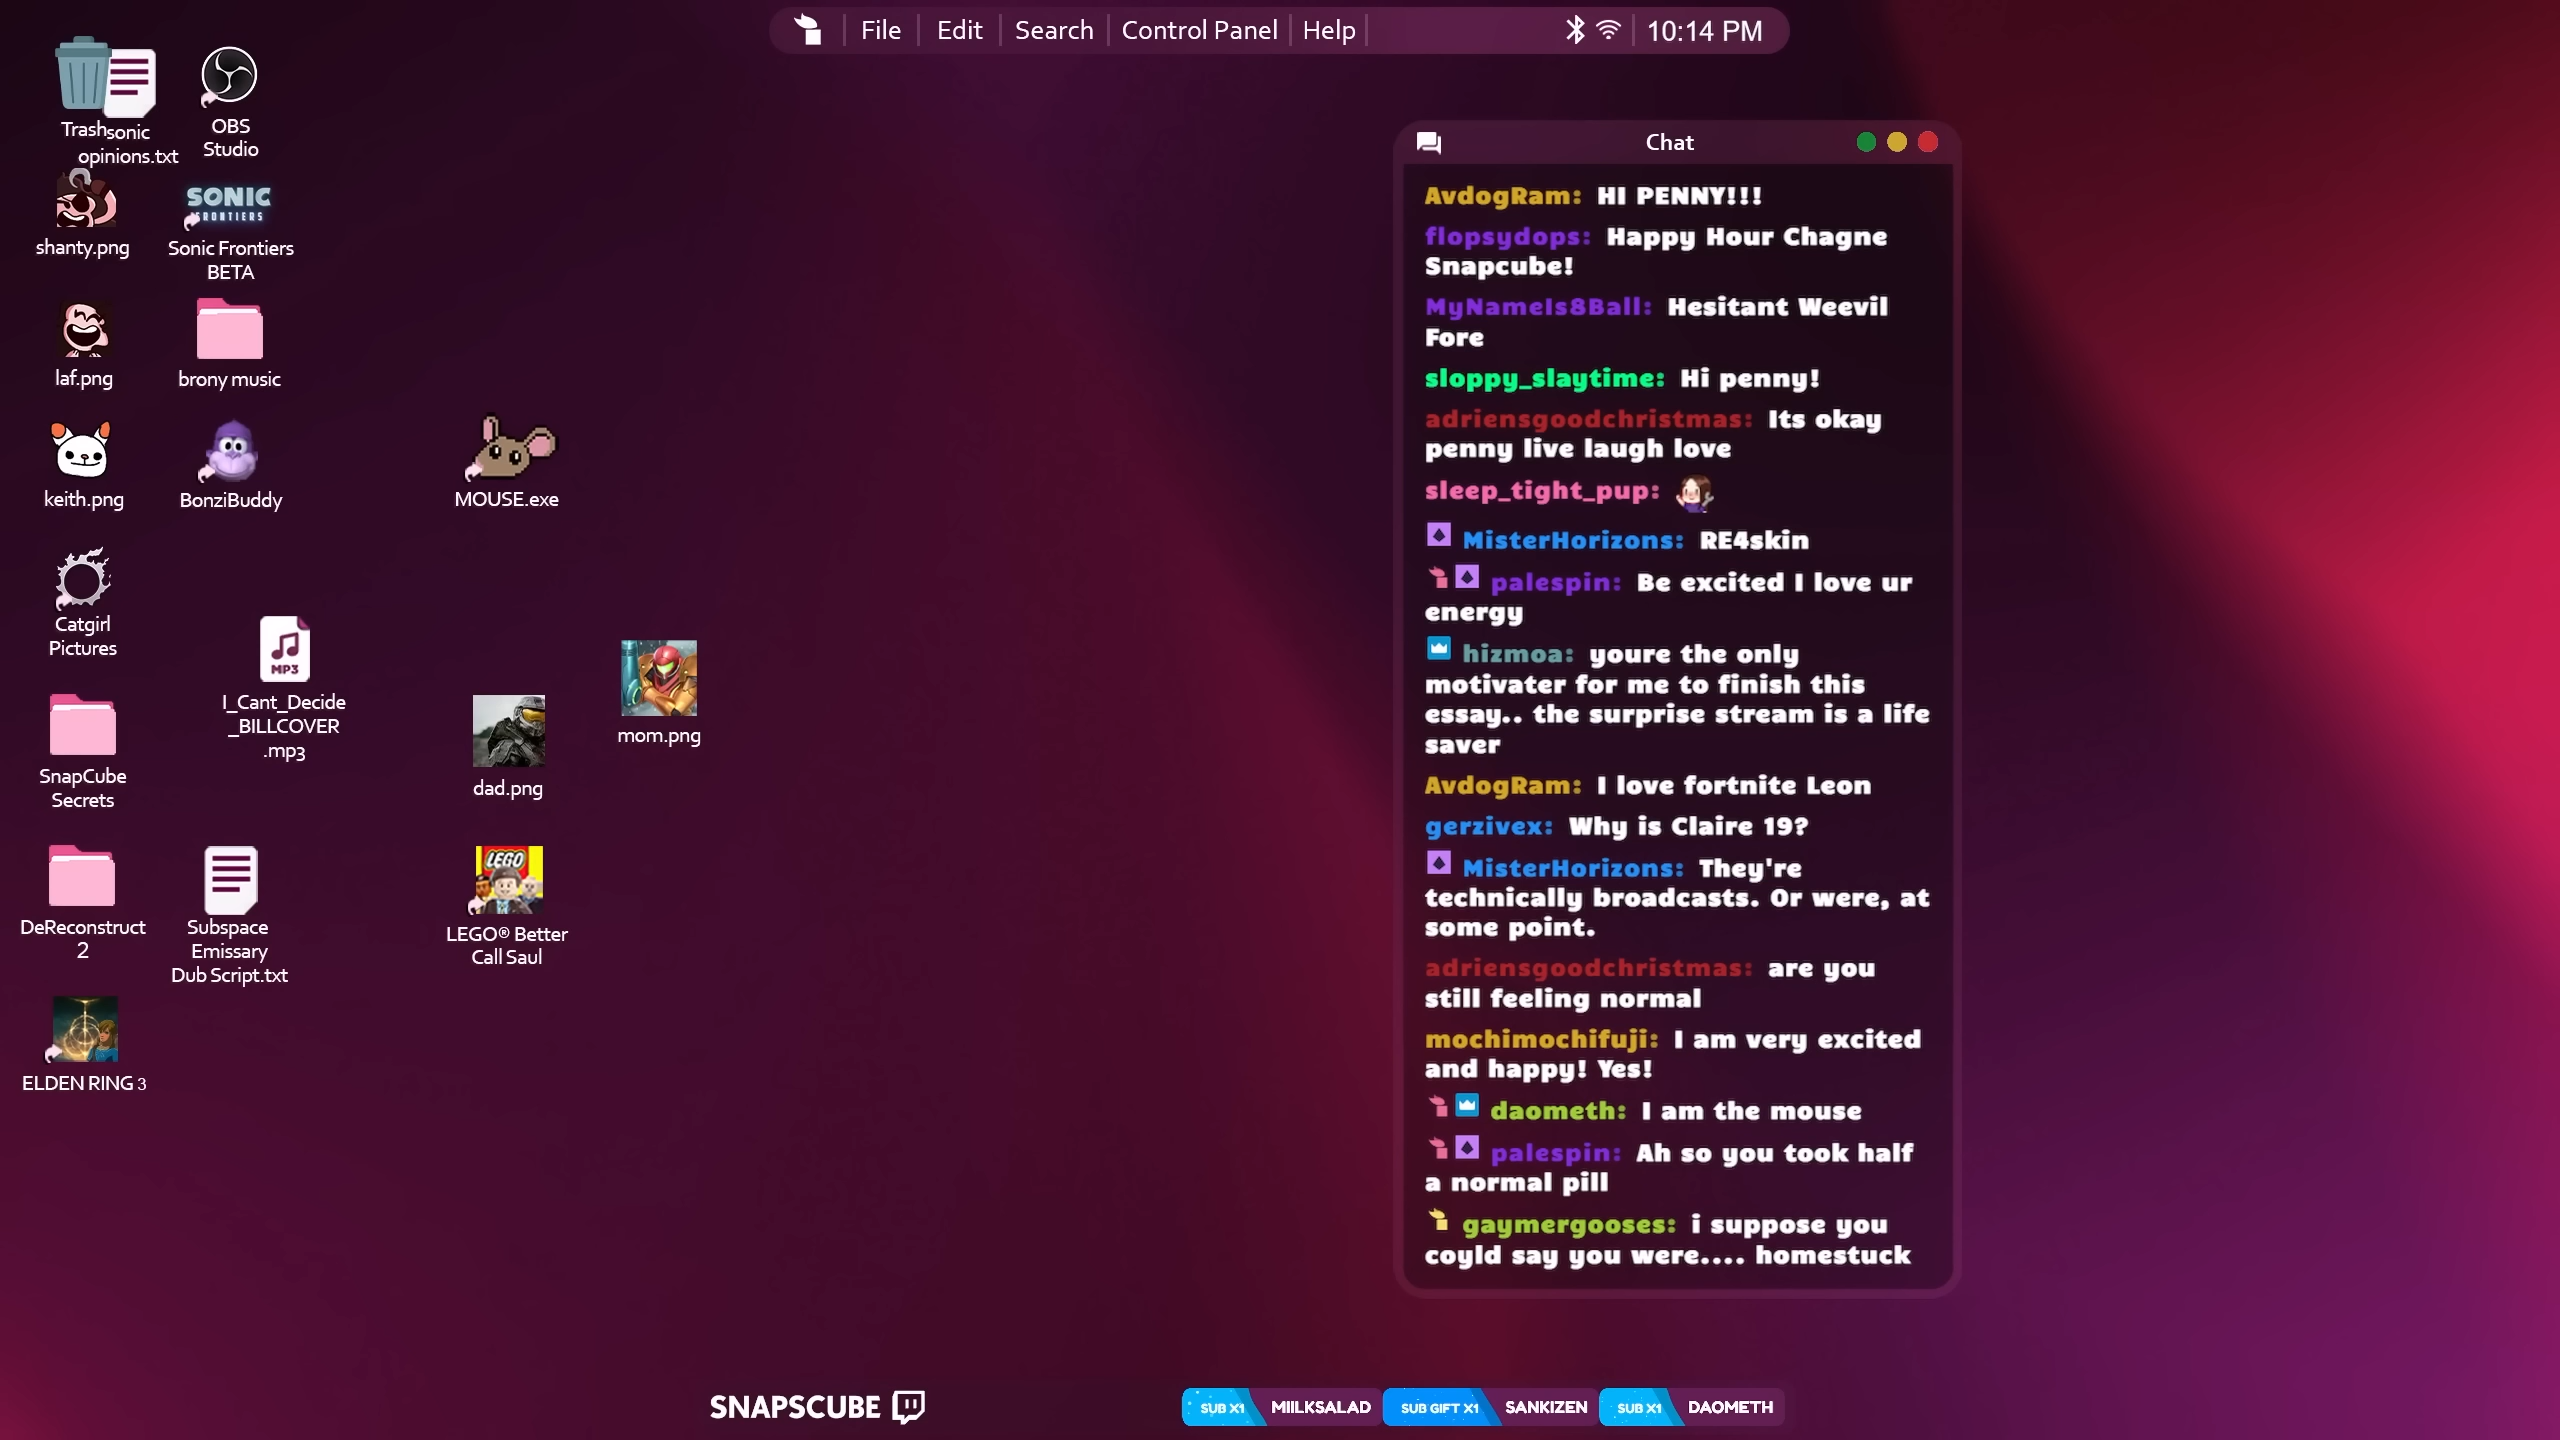 File Edit Search Control Panel Help 10:14 PM
Trash
sonic
opinions.txt
OBS
Studio
shanty.png
SONIC
FRONTIERS
Sonic Frontiers
BETA
laf.png
brony music
keith.png
BonziBuddy
MOUSE.exe
Catgirl
Pictures
MP3
I_Cant_Decide
_BILLCOVER
.mp3
mom.png
dad.png
SnapCube
Secrets
DeReconstruct
2
Subspace
Emissary
Dub Script.txt
LEGO
LEGO® Better
Call Saul
ELDEN RING 3
Chat
AvdogRam: HI PENNY!!!
flopsydops: Happy Hour Chagne
Snapcube!
MyNameIs8Ball: Hesitant Weevil
Fore
sloppy_slaytime: Hi penny!
adriensgoodchristmas: Its okay
penny live laugh love
sleep_tight_pup:
MisterHorizons: RE4skin
palespin: Be excited I love ur
energy
hizmoa: youre the only
motivater for me to finish this
essay.. the surprise stream is a life
saver
AvdogRam: I love fortnite Leon
gerzivex: Why is Claire 19?
MisterHorizons: They're
technically broadcasts. Or were, at
some point.
adriensgoodchristmas: are you
still feeling normal
mochimochifuji: I am very excited
and happy! Yes!
daometh: I am the mouse
palespin: Ah so you took half
a normal pill
gaymergooses: i suppose you
coyld say you were.... homestuck
SNAPSCUBE
SUB X1 MIILKSALAD SUB GIFT X1 SANKIZEN SUB X1 DAOMETH